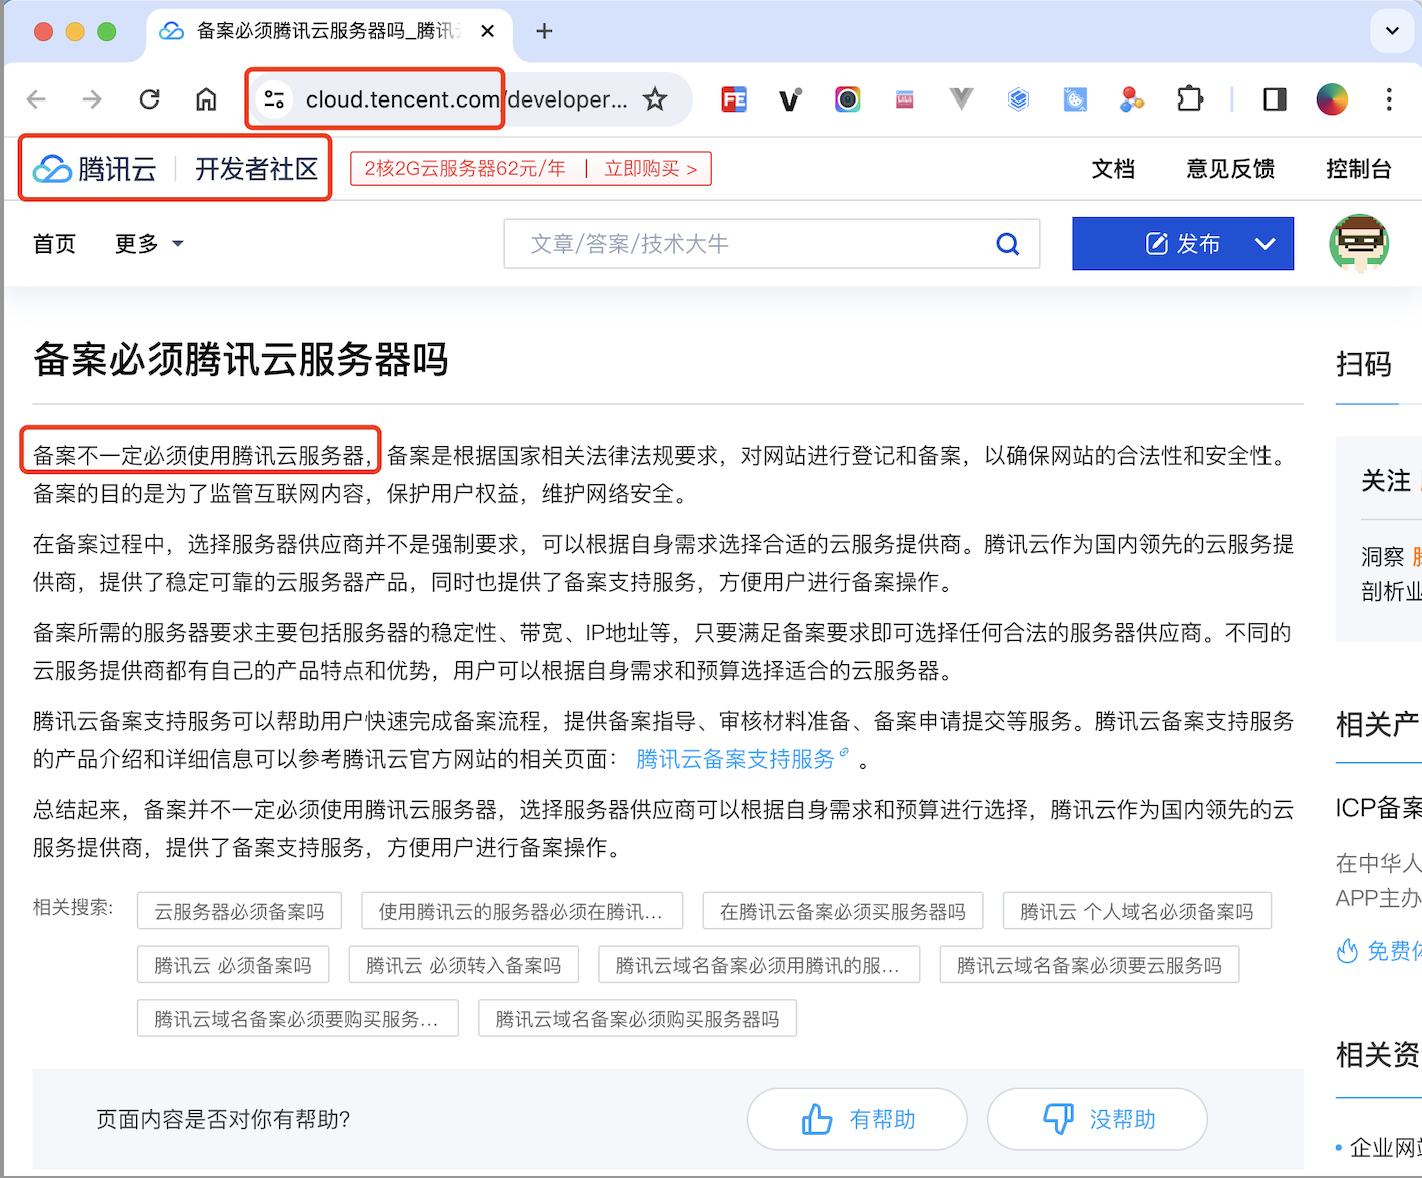 备案必须腾讯云服务器吗_腾讯
cloud.tencent.com/developer...
腾讯云 开发者社区
2核2G云服务器62元/年 | 立即购买 >
文档 意见反馈 控制台
首页 更多
文章/答案/技术大牛
发布
备案必须腾讯云服务器吗
扫码
备案不一定必须使用腾讯云服务器，备案是根据国家相关法律法规要求，对网站进行登记和备案，以确保网站的合法性和安全性。
备案的目的是为了监管互联网内容，保护用户权益，维护网络安全。
在备案过程中，选择服务器供应商并不是强制要求，可以根据自身需求选择合适的云服务提供商。腾讯云作为国内领先的云服务提
供商，提供了稳定可靠的云服务器产品，同时也提供了备案支持服务，方便用户进行备案操作。
备案所需的服务器要求主要包括服务器的稳定性、带宽、IP地址等，只要满足备案要求即可选择任何合法的服务器供应商。不同的
云服务提供商都有自己的产品特点和优势，用户可以根据自身需求和预算选择适合的云服务器。
腾讯云备案支持服务可以帮助用户快速完成备案流程，提供备案指导、审核材料准备、备案申请提交等服务。腾讯云备案支持服务
的产品介绍和详细信息可以参考腾讯云官方网站的相关页面： 腾讯云备案支持服务 。
总结起来，备案并不一定必须使用腾讯云服务器，选择服务器供应商可以根据自身需求和预算进行选择，腾讯云作为国内领先的云
服务提供商，提供了备案支持服务，方便用户进行备案操作。
相关搜索:
云服务器必须备案吗
使用腾讯云的服务器必须在腾讯...
在腾讯云备案必须买服务器吗
腾讯云 个人域名必须备案吗
腾讯云 必须备案吗
腾讯云 必须转入备案吗
腾讯云域名备案必须用腾讯的服...
腾讯云域名备案必须要云服务吗
腾讯云域名备案必须要购买服务...
腾讯云域名备案必须购买服务器吗
页面内容是否对你有帮助?
有帮助
没帮助
关注
洞察
剖析业
相关产
ICP备案
在中华人
APP主办
免费体
相关资
企业网站